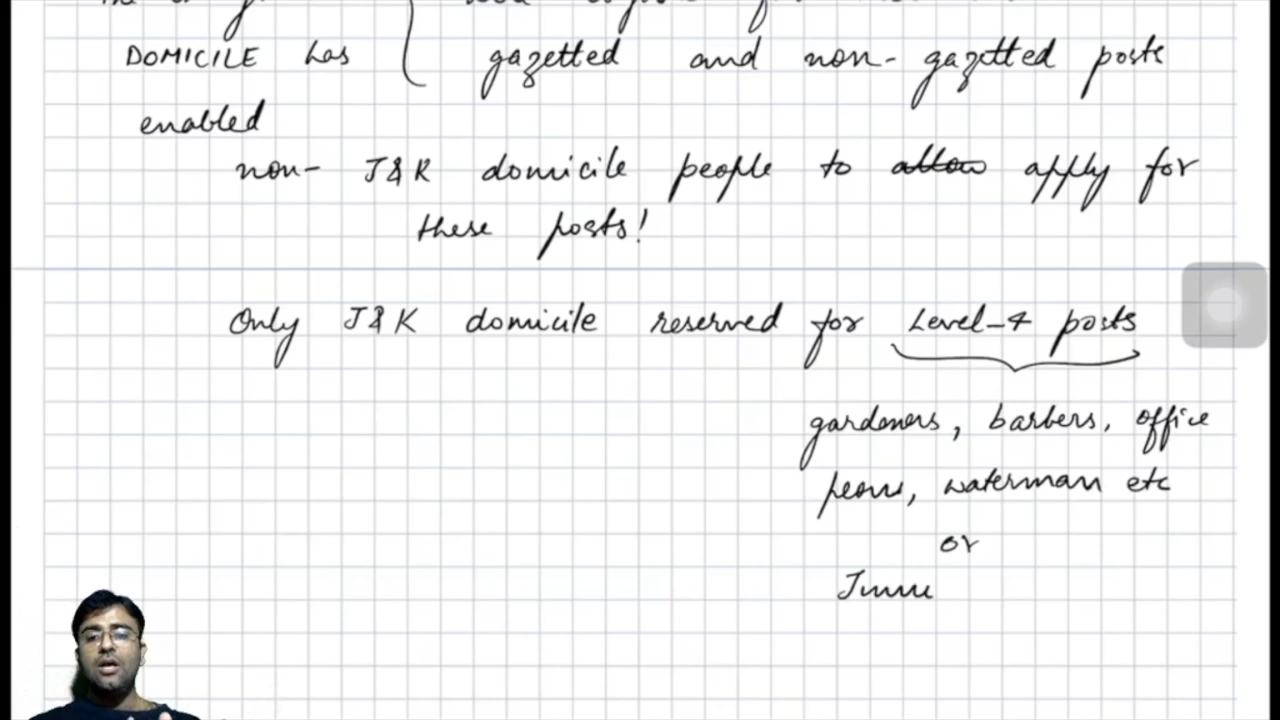 DOMICILE has
gazetted and non-gazetted posts
enabled
non- J&K domicile people to allow apply for
these posts!
Only J&K domicile reserved for Level-4 posts
gardeners, barbers, office
peons, waterman etc
or